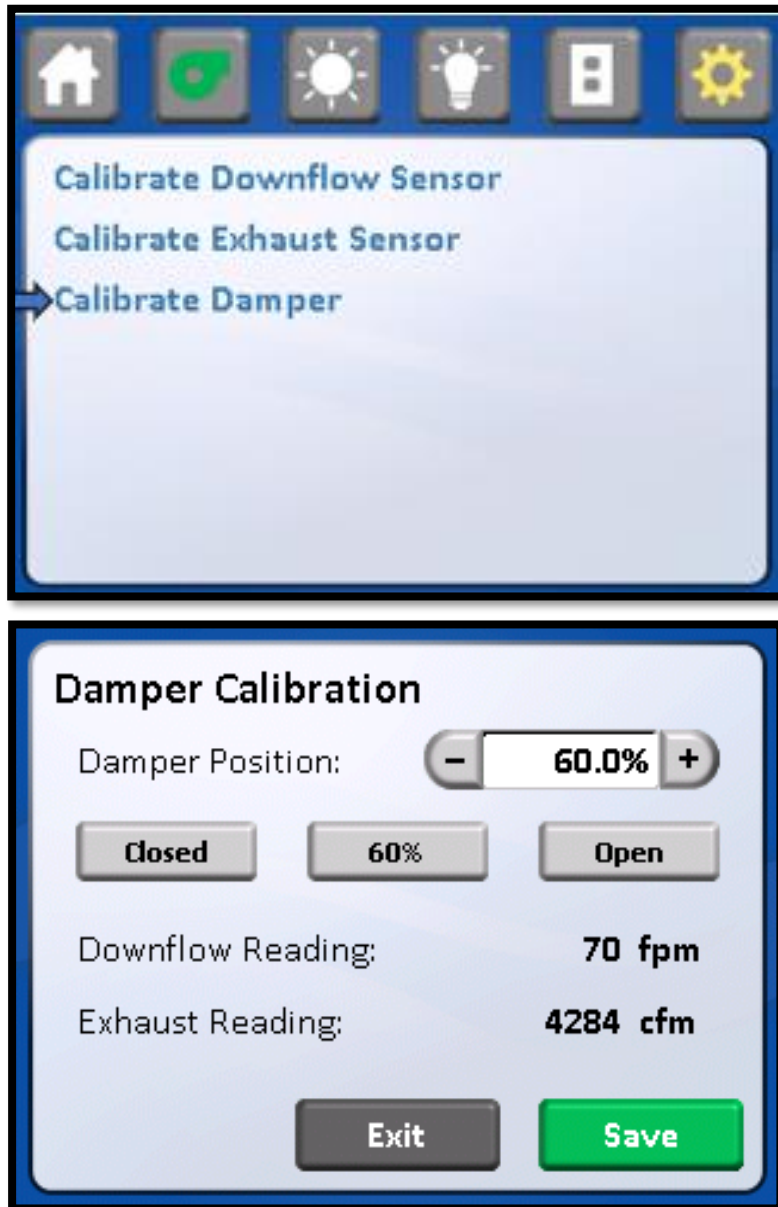 Calibrate Downflow Sensor
Calibrate Exhaust Sensor
Calibrate Damper
Damper Calibration
Damper Position: - 60.0% +
Closed 60% Open
Downflow Reading: 70 fpm
Exhaust Reading: 4284 cfm
Exit Save